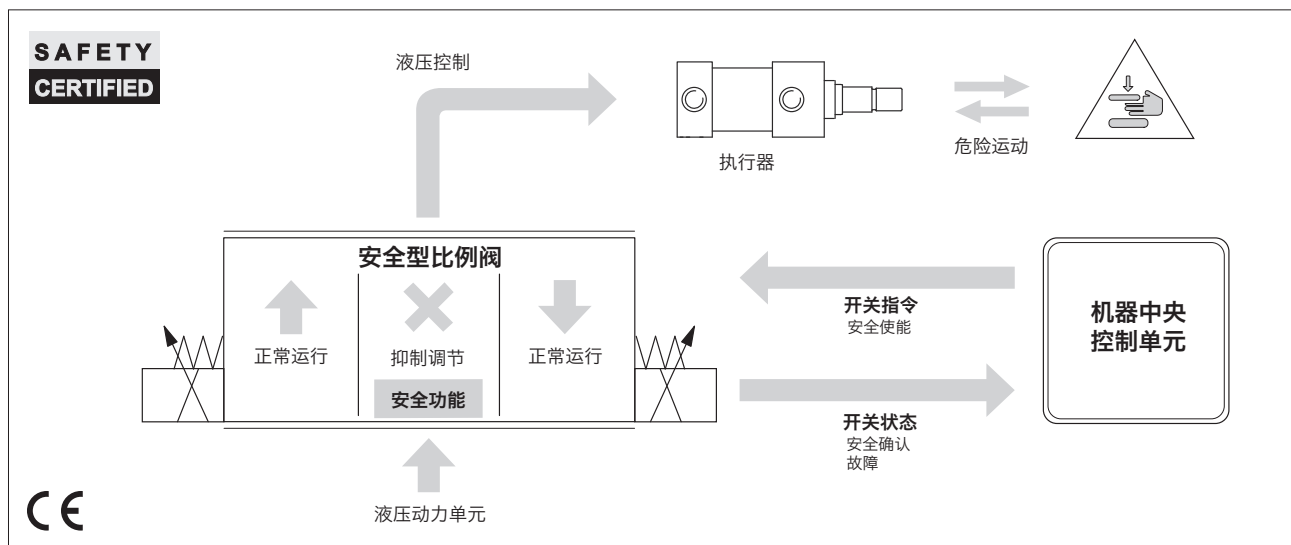 SAFETY
CERTIFIED
液压控制
执行器
危险运动
安全型比例阀
正常运行
抑制调节
正常运行
安全功能
开关指令
安全使能
机器中央
控制单元
开关状态
安全确认
故障
液压动力单元
CE